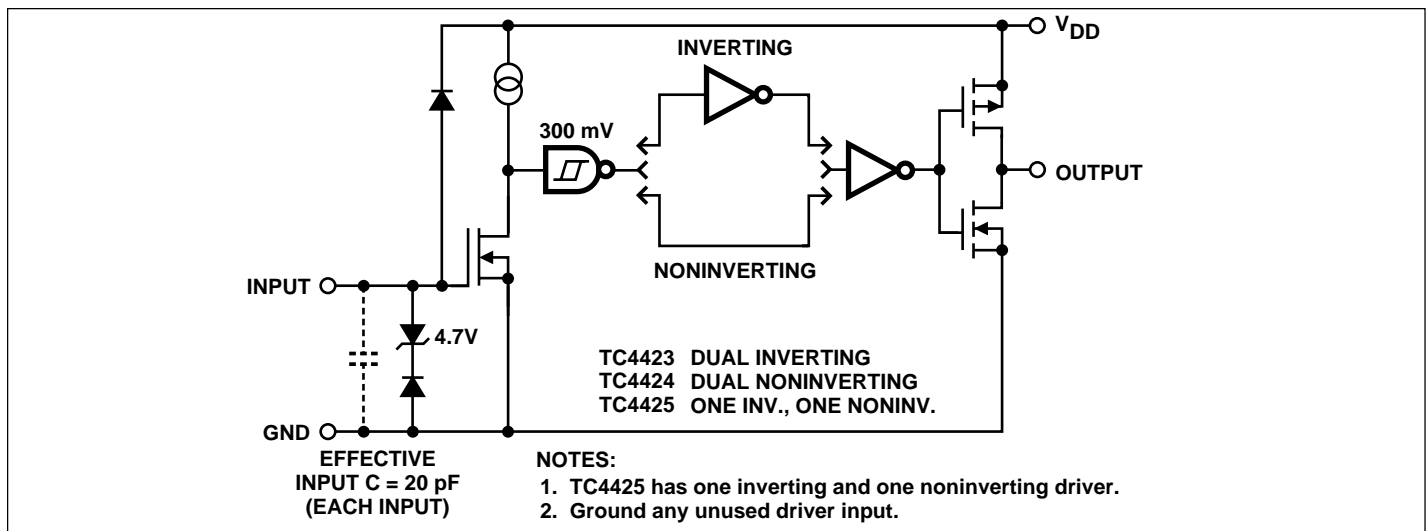 V_DD
INVERTING
300 mV
OUTPUT
NONINVERTING
INPUT
4.7V
TC4423 DUAL INVERTING
TC4424 DUAL NONINVERTING
TC4425 ONE INV., ONE NONINV.
GND
EFFECTIVE
INPUT C = 20 pF
(EACH INPUT)
NOTES:
1. TC4425 has one inverting and one noninverting driver.
2. Ground any unused driver input.